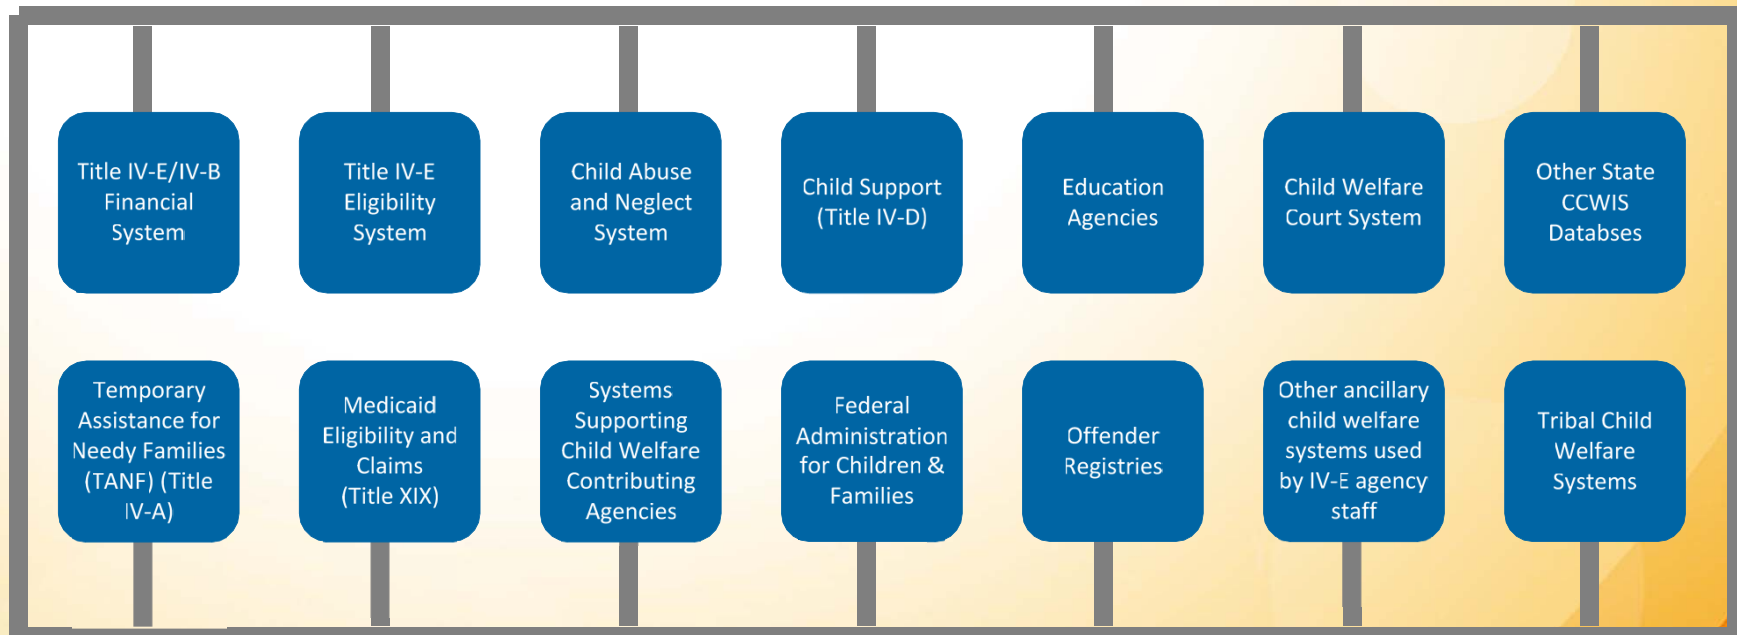 Title IV-E/IV-B
Financial
System
Title IV-E
Eligibility
System
Child Abuse
and Neglect
System
Child Support
(Title IV-D)
Education
Agencies
Child Welfare
Court System
Other State
CCWIS
Databses
Temporary
Assistance for
Needy Families
(TANF) (Title
IV-A)
Medicaid
Eligibility and
Claims
(Title XIX)
Systems
Supporting
Child Welfare
Contributing
Agencies
Federal
Administration
for Children &
Families
Offender
Registries
Other ancillary
child welfare
systems used
by IV-E agency
staff
Tribal Child
Welfare
Systems